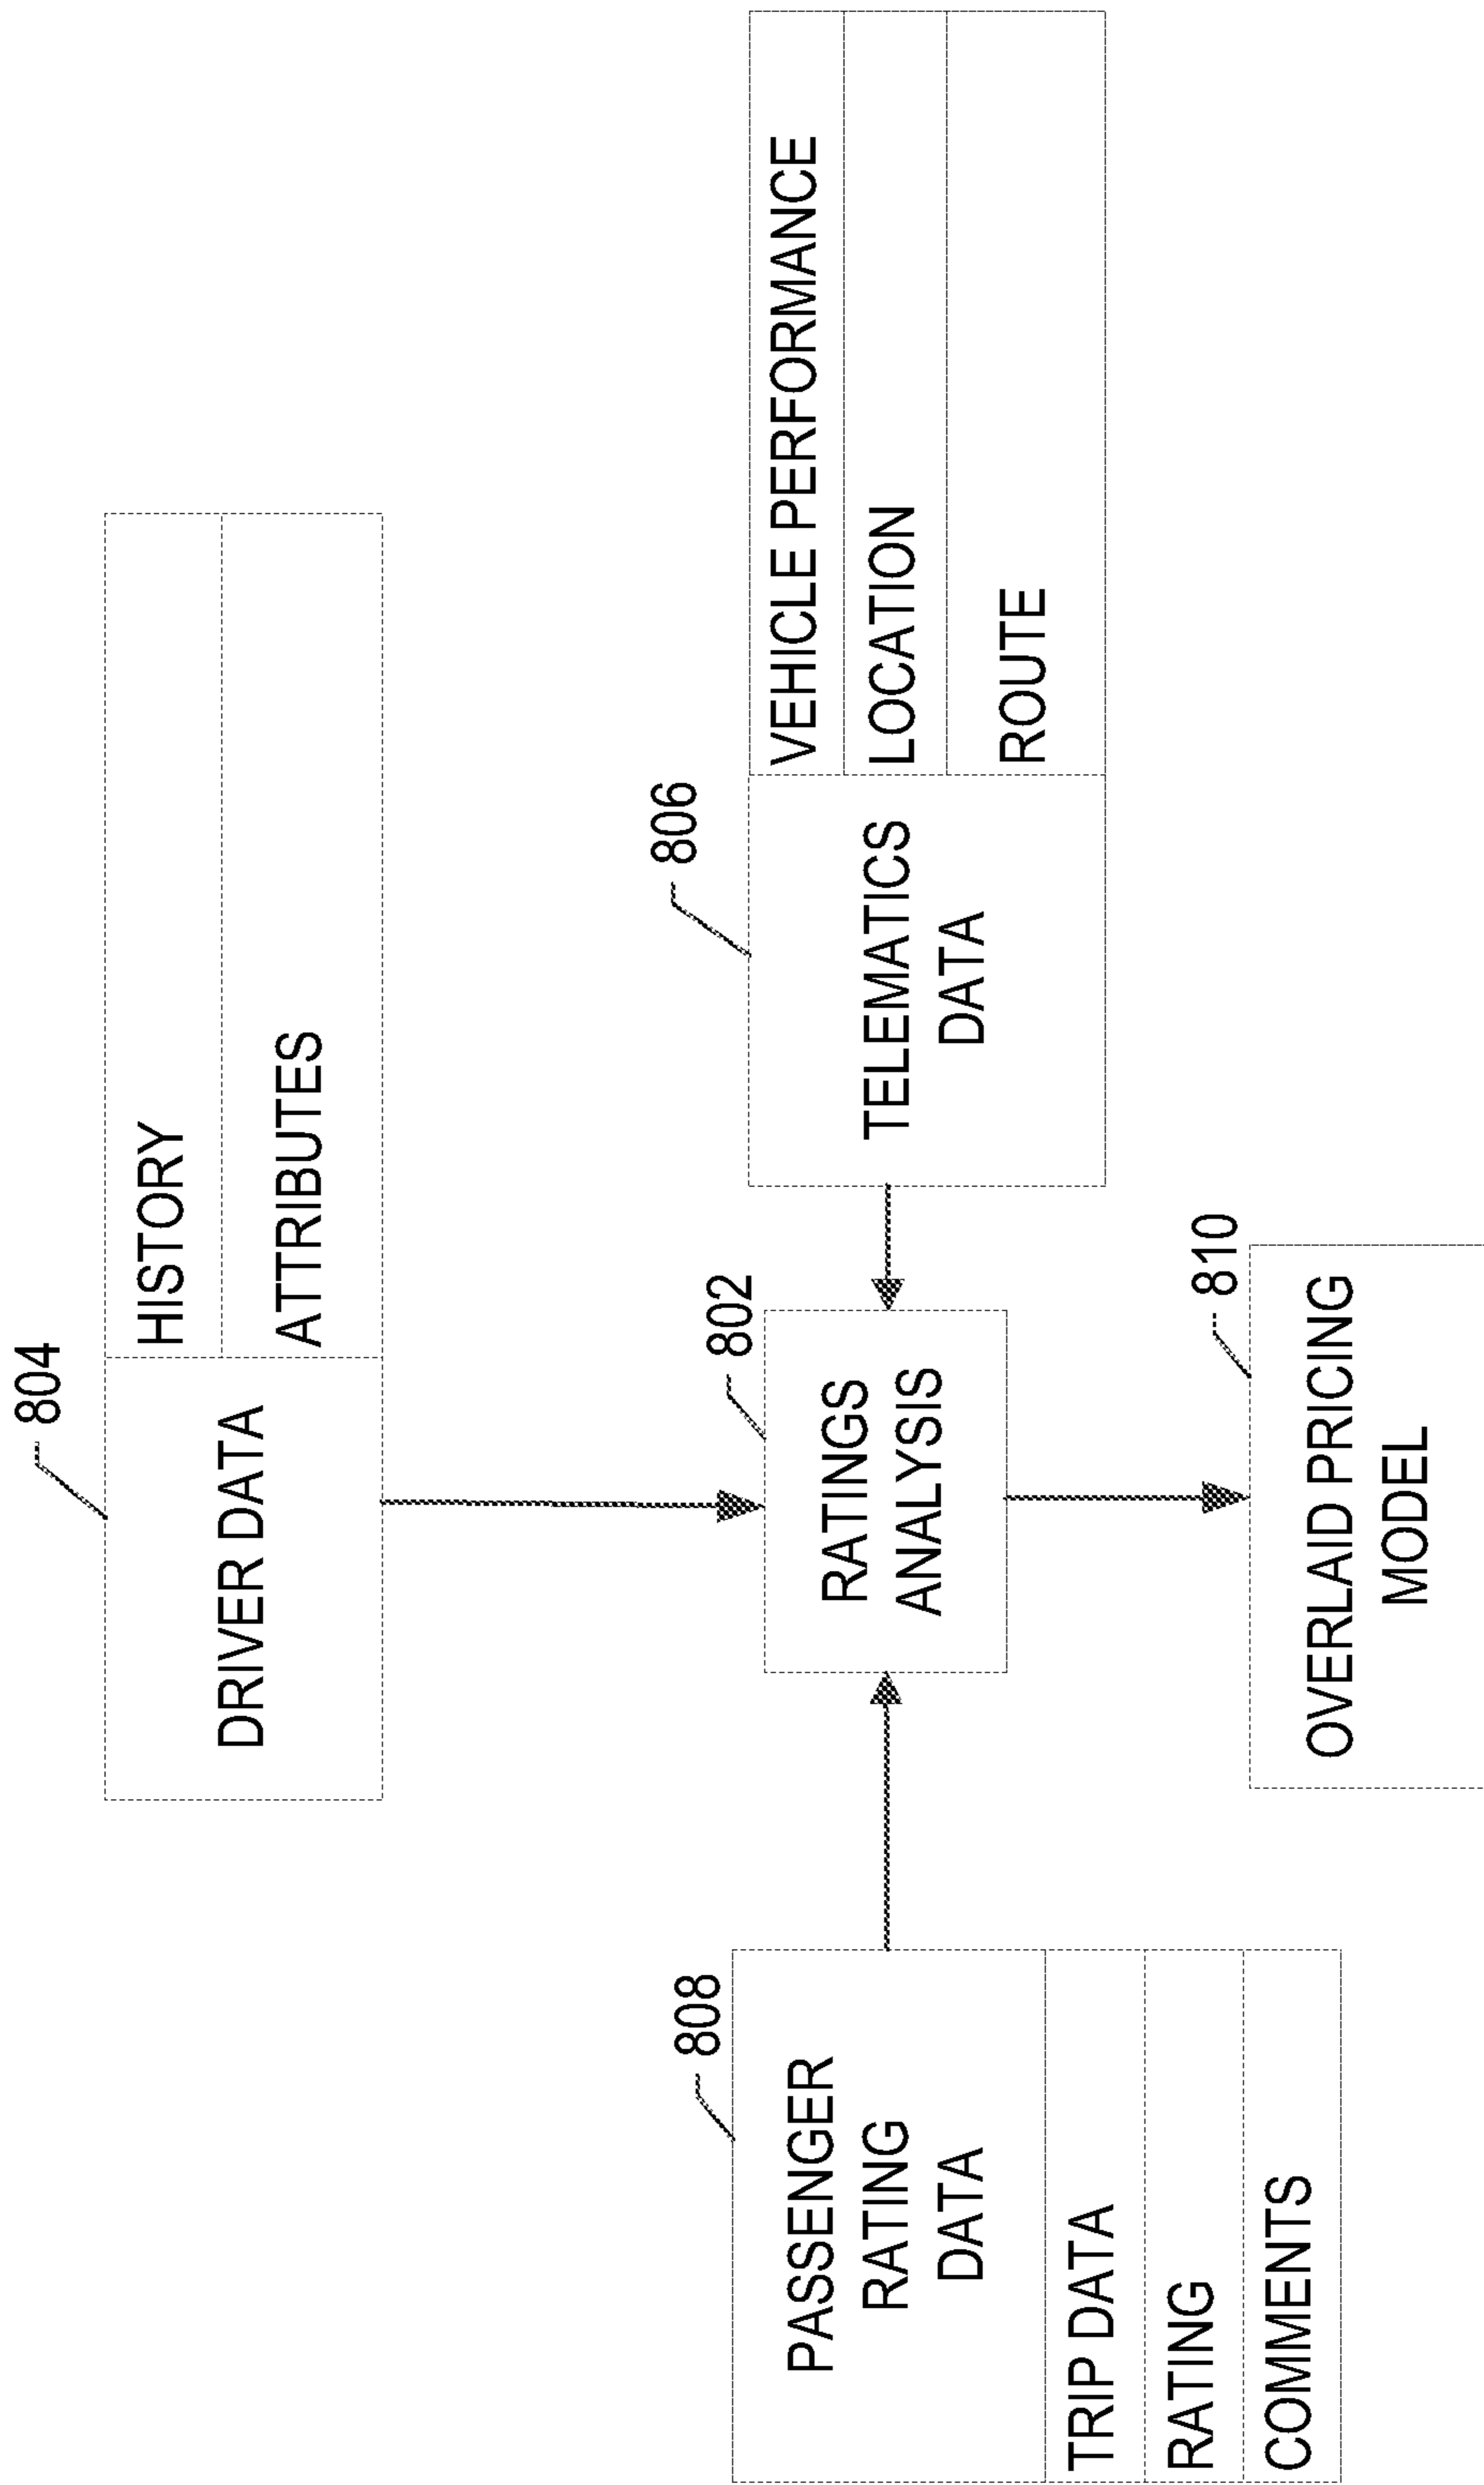 804
DRIVER DATA
HISTORY
ATTRIBUTES
808
PASSENGER
RATING
DATA
TRIP DATA
RATING
COMMENTS
802
RATINGS
ANALYSIS
806
TELEMATICS
DATA
VEHICLE PERFORMANCE
LOCATION
ROUTE
810
OVERLAID PRICING
MODEL